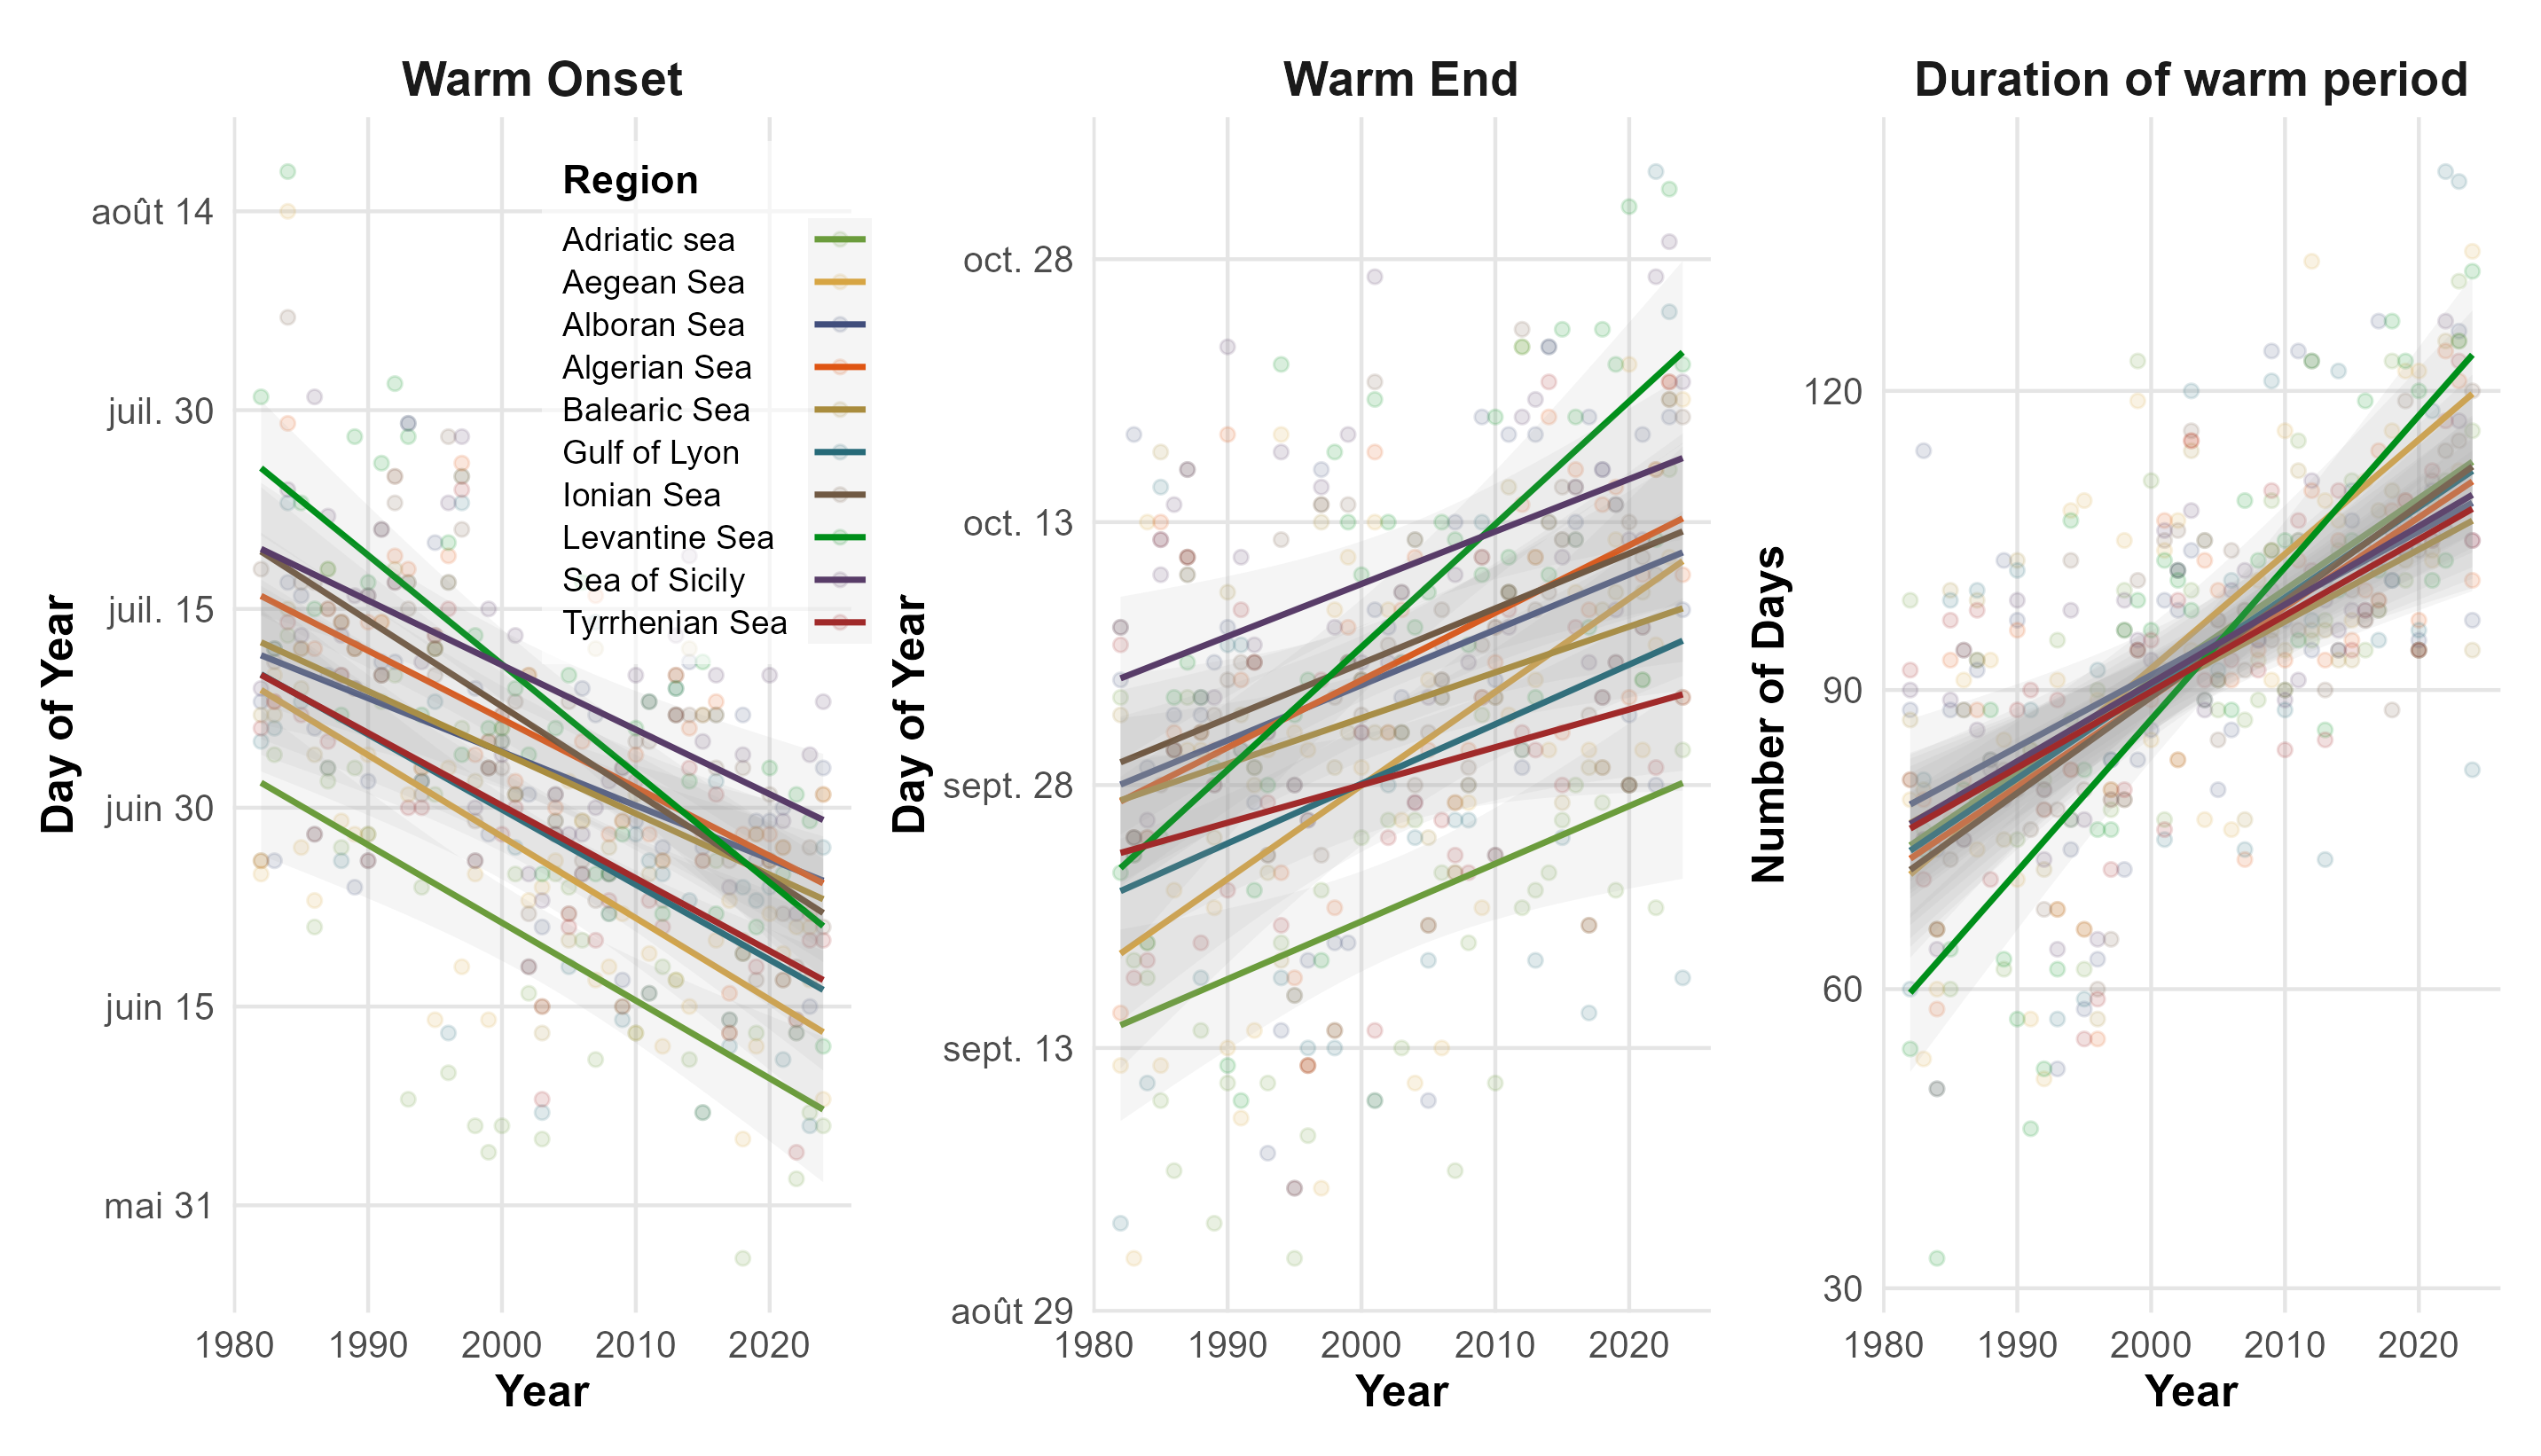 Warm Onset
Warm End
Duration of warm period
Region
Adriatic sea
Aegean Sea
Alboran Sea
Algerian Sea
Balearic Sea
Gulf of Lyon
Ionian Sea
Levantine Sea
Sea of Sicily
Tyrrhenian Sea
Day of Year
août 14
juil. 30
juil. 15
juin 30
juin 15
mai 31
1980 1990 2000 2010 2020
Year
Day of Year
oct. 28
oct. 13
sept. 28
sept. 13
août 29
1980 1990 2000 2010 2020
Year
Number of Days
120
90
60
30
1980 1990 2000 2010 2020
Year